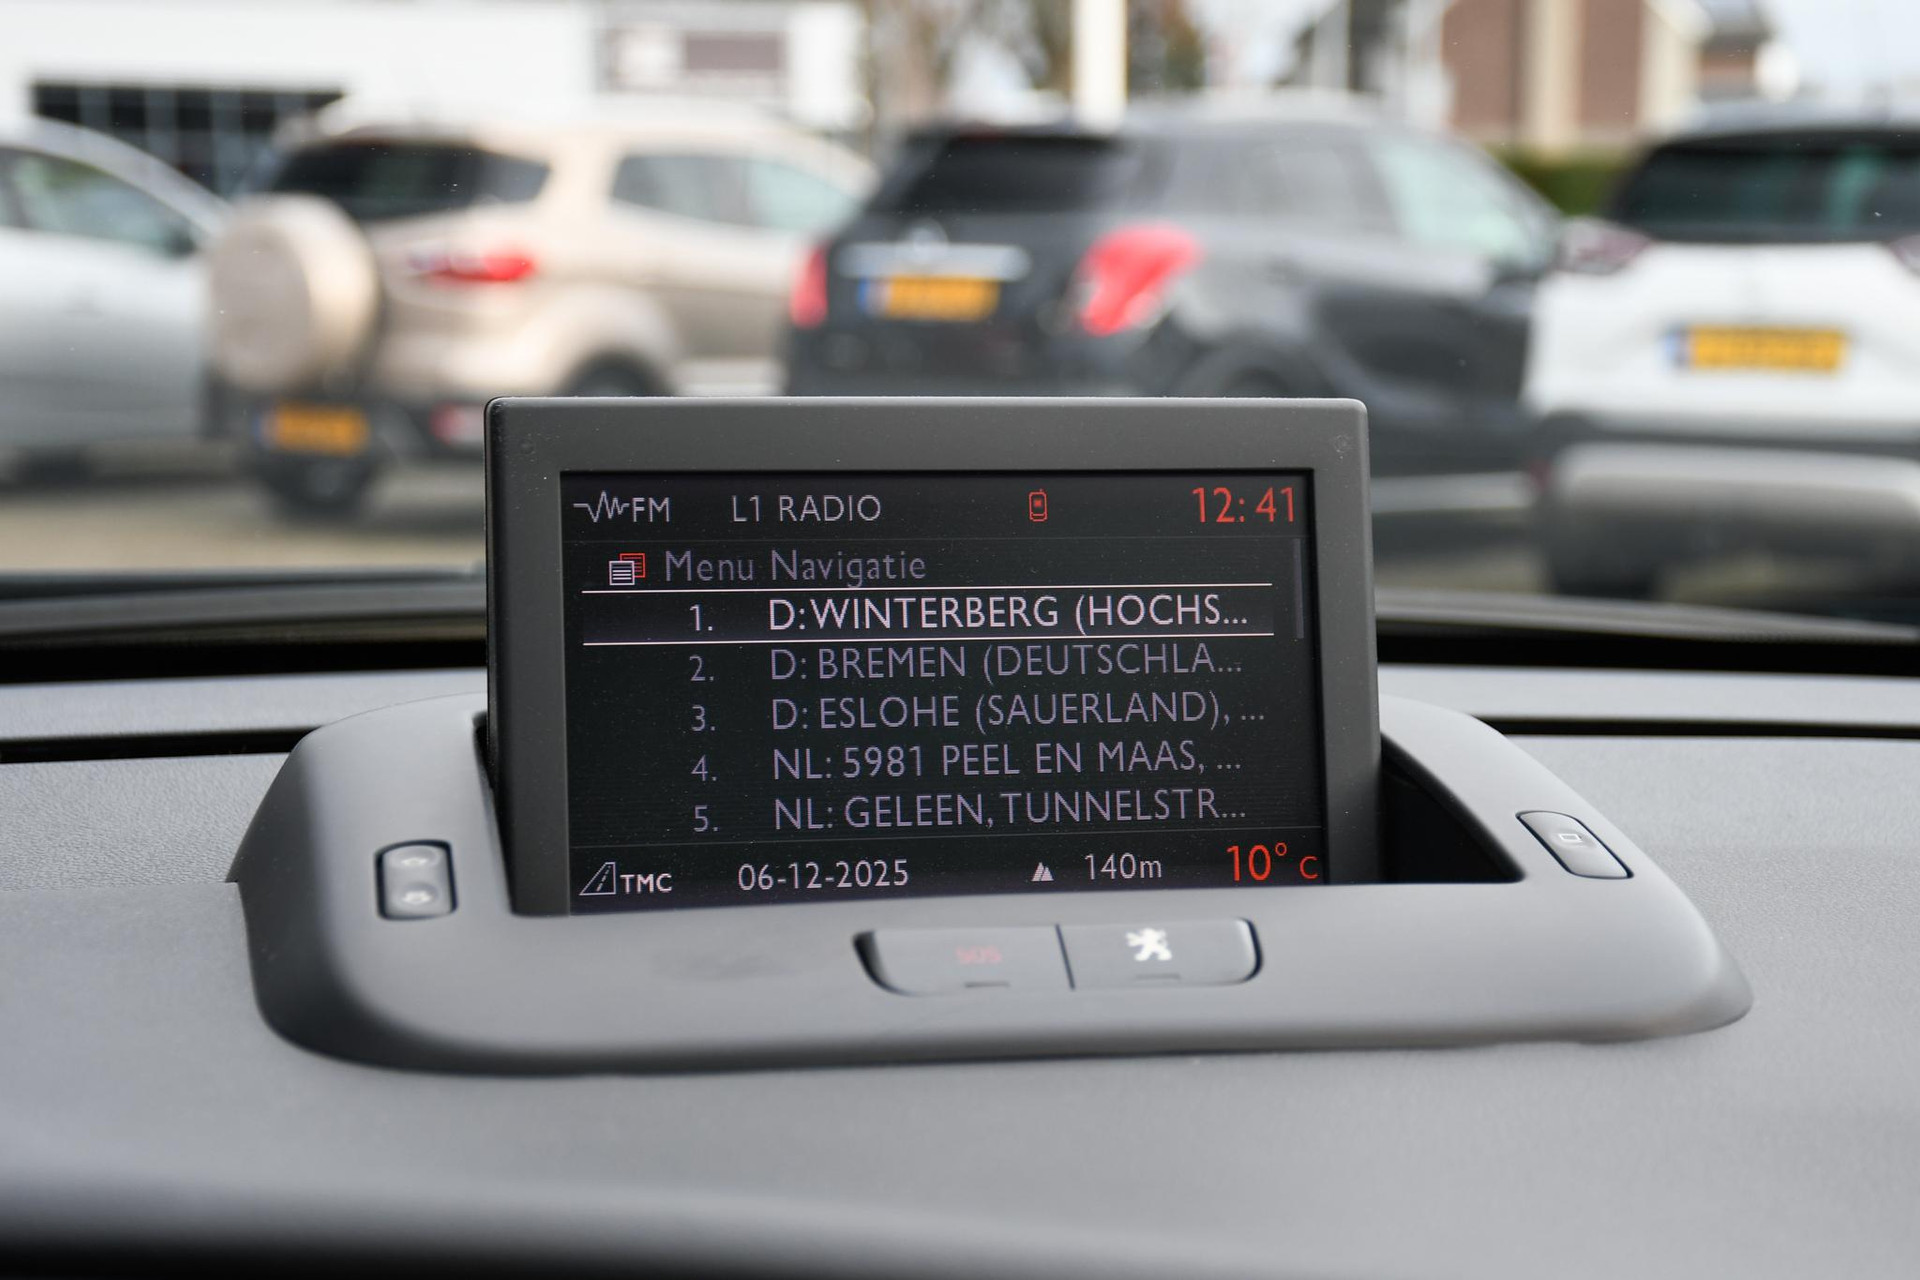 FM L1 RADIO 12:41
Menu Navigatie
1. D:WINTERBERG (HOCHS...
2. D: BREMEN (DEUTSCHLA...
3. D: ESLOHE (SAUERLAND), ...
4. NL: 5981 PEEL EN MAAS, ...
5. NL: GELEEN, TUNNELSTR...
TMC 06-12-2025 140m 10° C
SOS